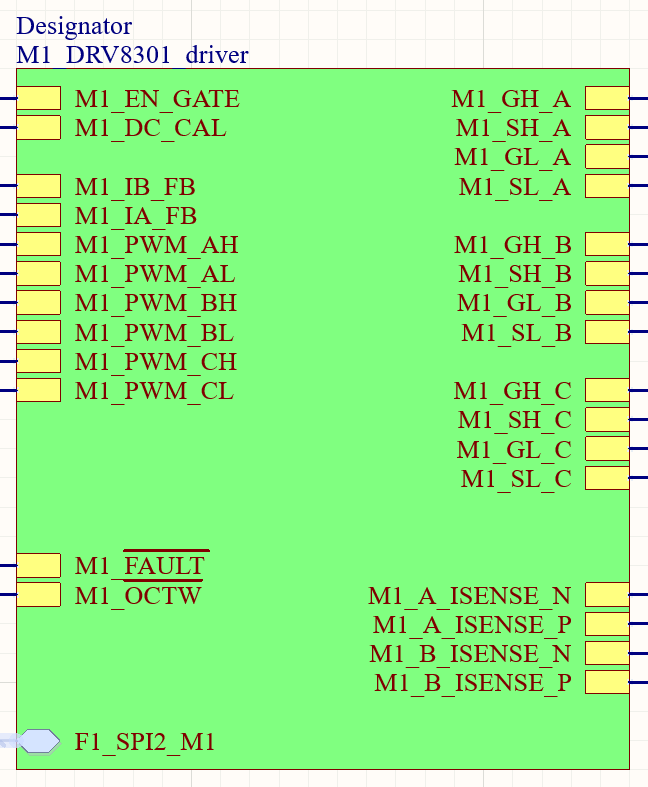 Designator
M1_DRV8301_driver
M1_EN_GATE
M1_DC_CAL
M1_IB_FB
M1_IA_FB
M1_PWM_AH
M1_PWM_AL
M1_PWM_BH
M1_PWM_BL
M1_PWM_CH
M1_PWM_CL
M1_FAULT
M1_OCTW
F1_SPI2_M1
M1_GH_A
M1_SH_A
M1_GL_A
M1_SL_A
M1_GH_B
M1_SH_B
M1_GL_B
M1_SL_B
M1_GH_C
M1_SH_C
M1_GL_C
M1_SL_C
M1_A_ISENSE_N
M1_A_ISENSE_P
M1_B_ISENSE_N
M1_B_ISENSE_P